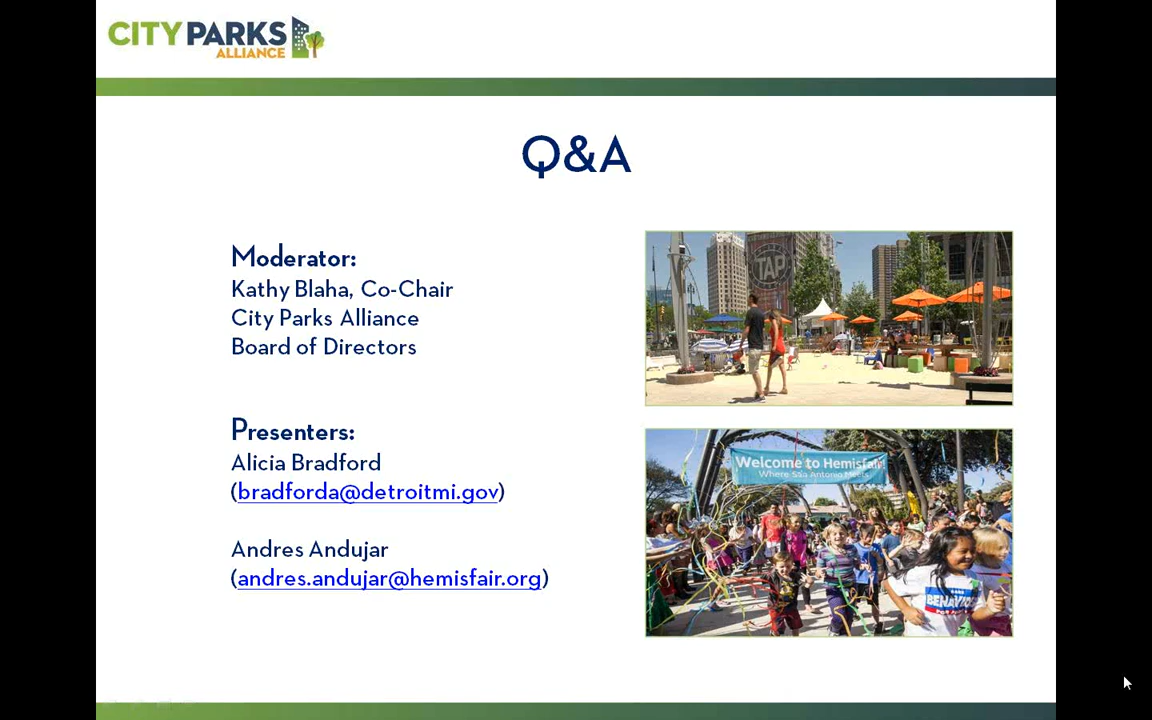 CITY PARKS
ALLIANCE
Q&A
Moderator:
Kathy Blaha, Co-Chair
City Parks Alliance
Board of Directors
Presenters:
Alicia Bradford
(bradforda@detroitmi.gov)
Andres Andujar
(andres.andujar@hemisfair.org)
TAP
Welcome to Hemisfair!
Where San Antonio Meets